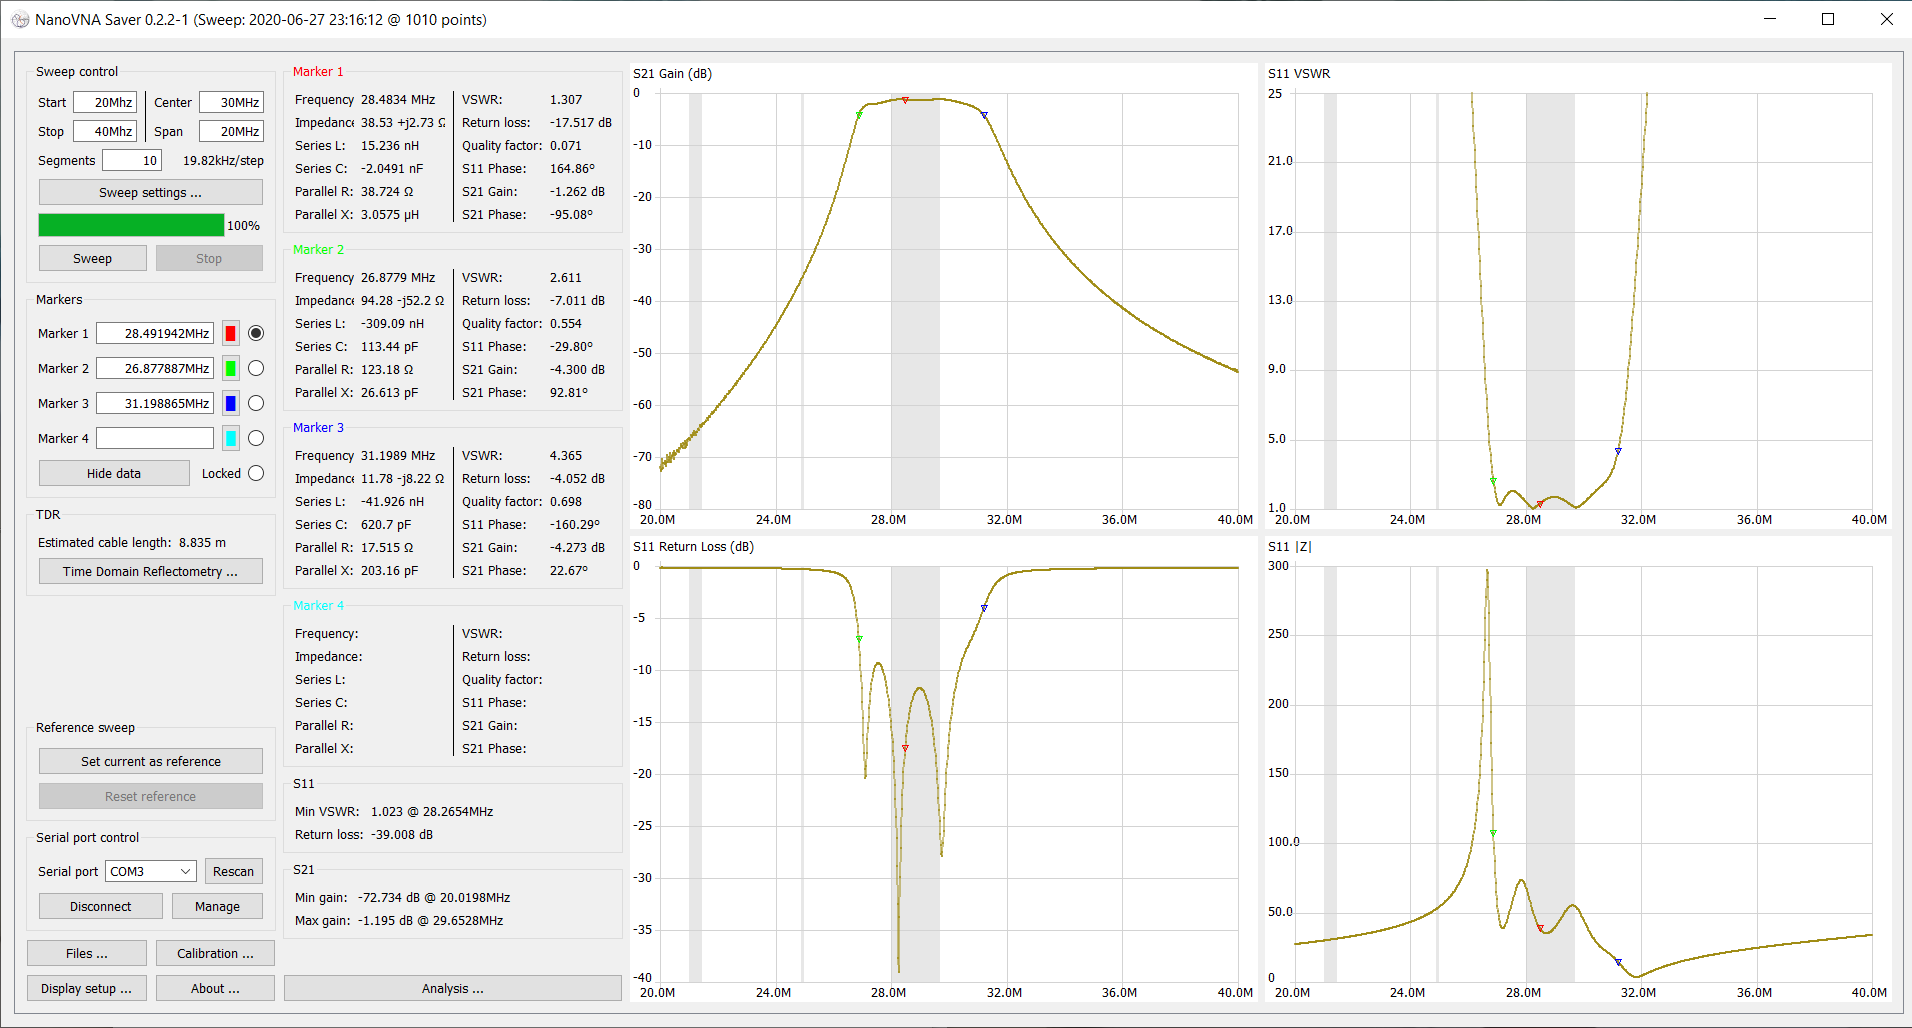 NanoVNA Saver 0.2.2-1 (Sweep: 2020-06-27 23:16:12 @ 1010 points)
Sweep control
Start 20Mhz Center 30MHz
Stop 40Mhz Span 20MHz
Segments 10 19.82kHz/step
Sweep settings ...
100%
Sweep Stop
Markers
Marker 1 28.491942MHz
Marker 2 26.877887MHz
Marker 3 31.198865MHz
Marker 4
Hide data Locked
TDR
Estimated cable length: 8.835 m
Time Domain Reflectometry ...
Reference sweep
Set current as reference
Reset reference
Serial port control
Serial port COM3 Rescan
Disconnect Manage
Files ... Calibration ...
Display setup ... About ...
Marker 1
Frequency 28.4834 MHz VSWR: 1.307
Impedance 38.53 +j2.73 Ω Return loss: -17.517 dB
Series L: 15.236 nH Quality factor: 0.071
Series C: -2.0491 nF S11 Phase: 164.86°
Parallel R: 38.724 Ω S21 Gain: -1.262 dB
Parallel X: 3.0575 µH S21 Phase: -95.08°
Marker 2
Frequency 26.8779 MHz VSWR: 2.611
Impedance 94.28 -j52.2 Ω Return loss: -7.011 dB
Series L: -309.09 nH Quality factor: 0.554
Series C: 113.44 pF S11 Phase: -29.80°
Parallel R: 123.18 Ω S21 Gain: -4.300 dB
Parallel X: 26.613 pF S21 Phase: 92.81°
Marker 3
Frequency 31.1989 MHz VSWR: 4.365
Impedance 11.78 -j8.22 Ω Return loss: -4.052 dB
Series L: -41.926 nH Quality factor: 0.698
Series C: 620.7 pF S11 Phase: -160.29°
Parallel R: 17.515 Ω S21 Gain: -4.273 dB
Parallel X: 203.16 pF S21 Phase: 22.67°
Marker 4
Frequency: VSWR:
Impedance: Return loss:
Series L: Quality factor:
Series C: S11 Phase:
Parallel R: S21 Gain:
Parallel X: S21 Phase:
S11
Min VSWR: 1.023 @ 28.2654MHz
Return loss: -39.008 dB
S21
Min gain: -72.734 dB @ 20.0198MHz
Max gain: -1.195 dB @ 29.6528MHz
Analysis ...
S21 Gain (dB)
0
-10
-20
-30
-40
-50
-60
-70
-80
20.0M 24.0M 28.0M 32.0M 36.0M 40.0M
S11 VSWR
25
21.0
17.0
13.0
9.0
5.0
1.0
20.0M 24.0M 28.0M 32.0M 36.0M 40.0M
S11 Return Loss (dB)
0
-5
-10
-15
-20
-25
-30
-35
-40
20.0M 24.0M 28.0M 32.0M 36.0M 40.0M
S11 |Z|
300
250
200
150
100.0
50.0
0
20.0M 24.0M 28.0M 32.0M 36.0M 40.0M